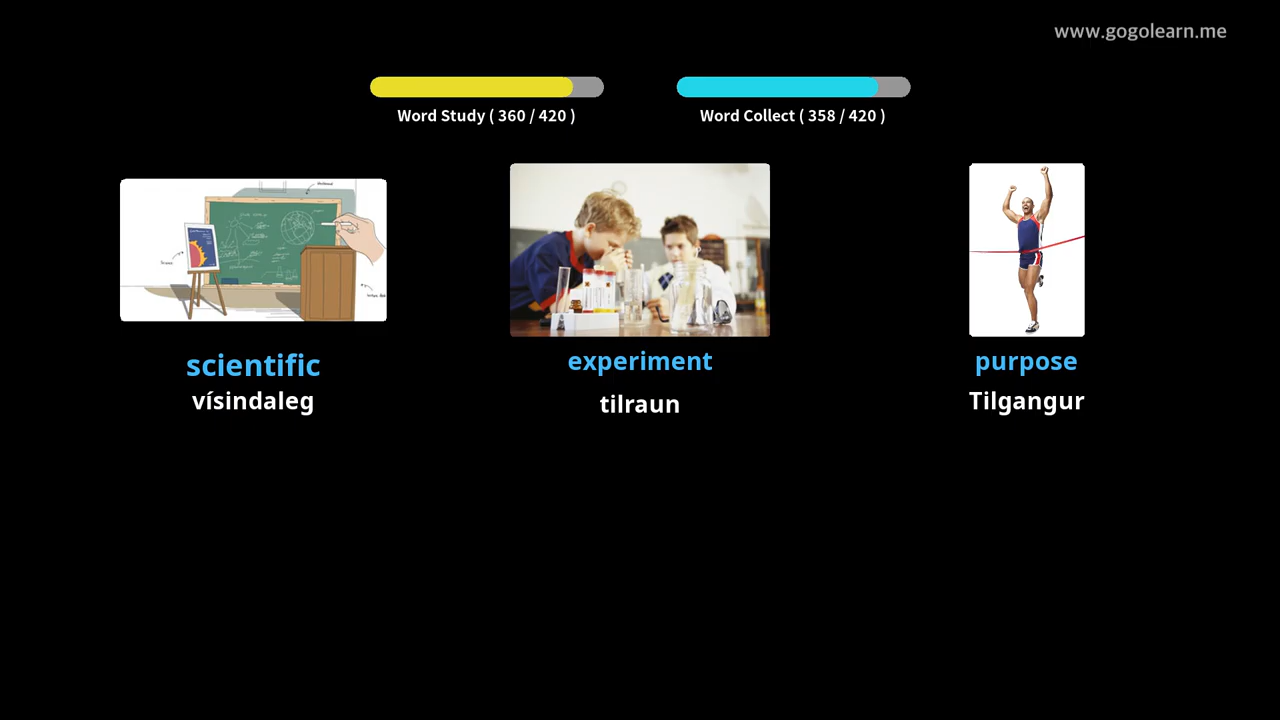 www.gogolearn.me
Word Study ( 360 / 420 )
Word Collect ( 358 / 420 )
scientific
vísindaleg
experiment
tilraun
purpose
Tilgangur